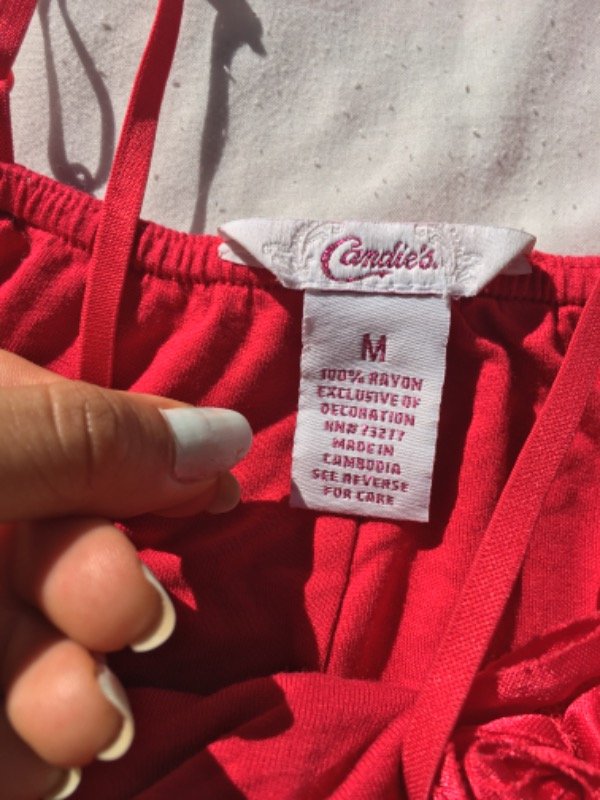 Candie's.
M
100% RAYON
EXCLUSIVE OF
DECORATION
RN# 73277
MADE IN
CAMBODIA
SEE REVERSE
FOR CARE